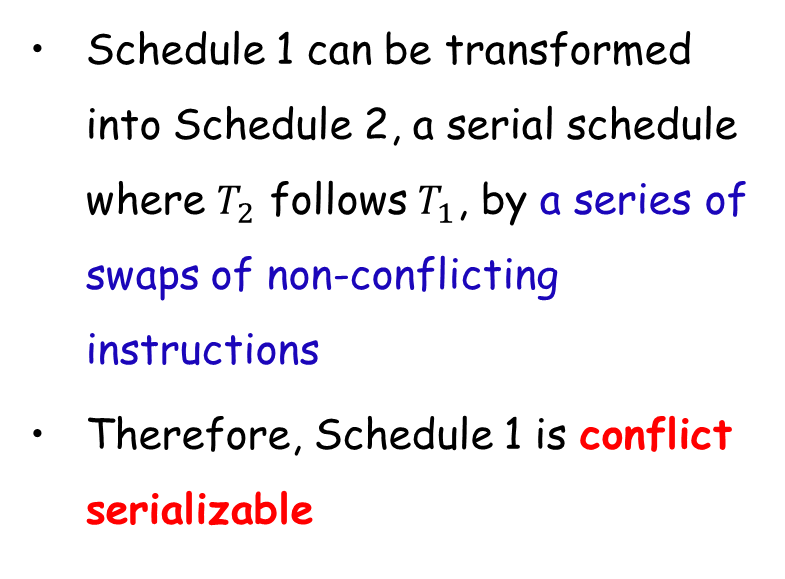 • Schedule 1 can be transformed
into Schedule 2, a serial schedule
where T₂ follows T₁, by a series of
swaps of non-conflicting
instructions
• Therefore, Schedule 1 is conflict
serializable